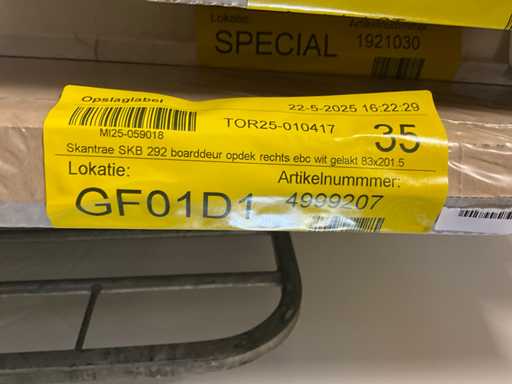 Lokatie:
SPECIAL
1921030
Opslaglabel
22-5-2025 16:22:29
MI25-059018
TOR25-010417
35
Skantrae SKB 292 boarddeur opdek rechts ebc wit gelakt 83x201.5
Lokatie:
Artikelnummmer:
GF01D1
4999207